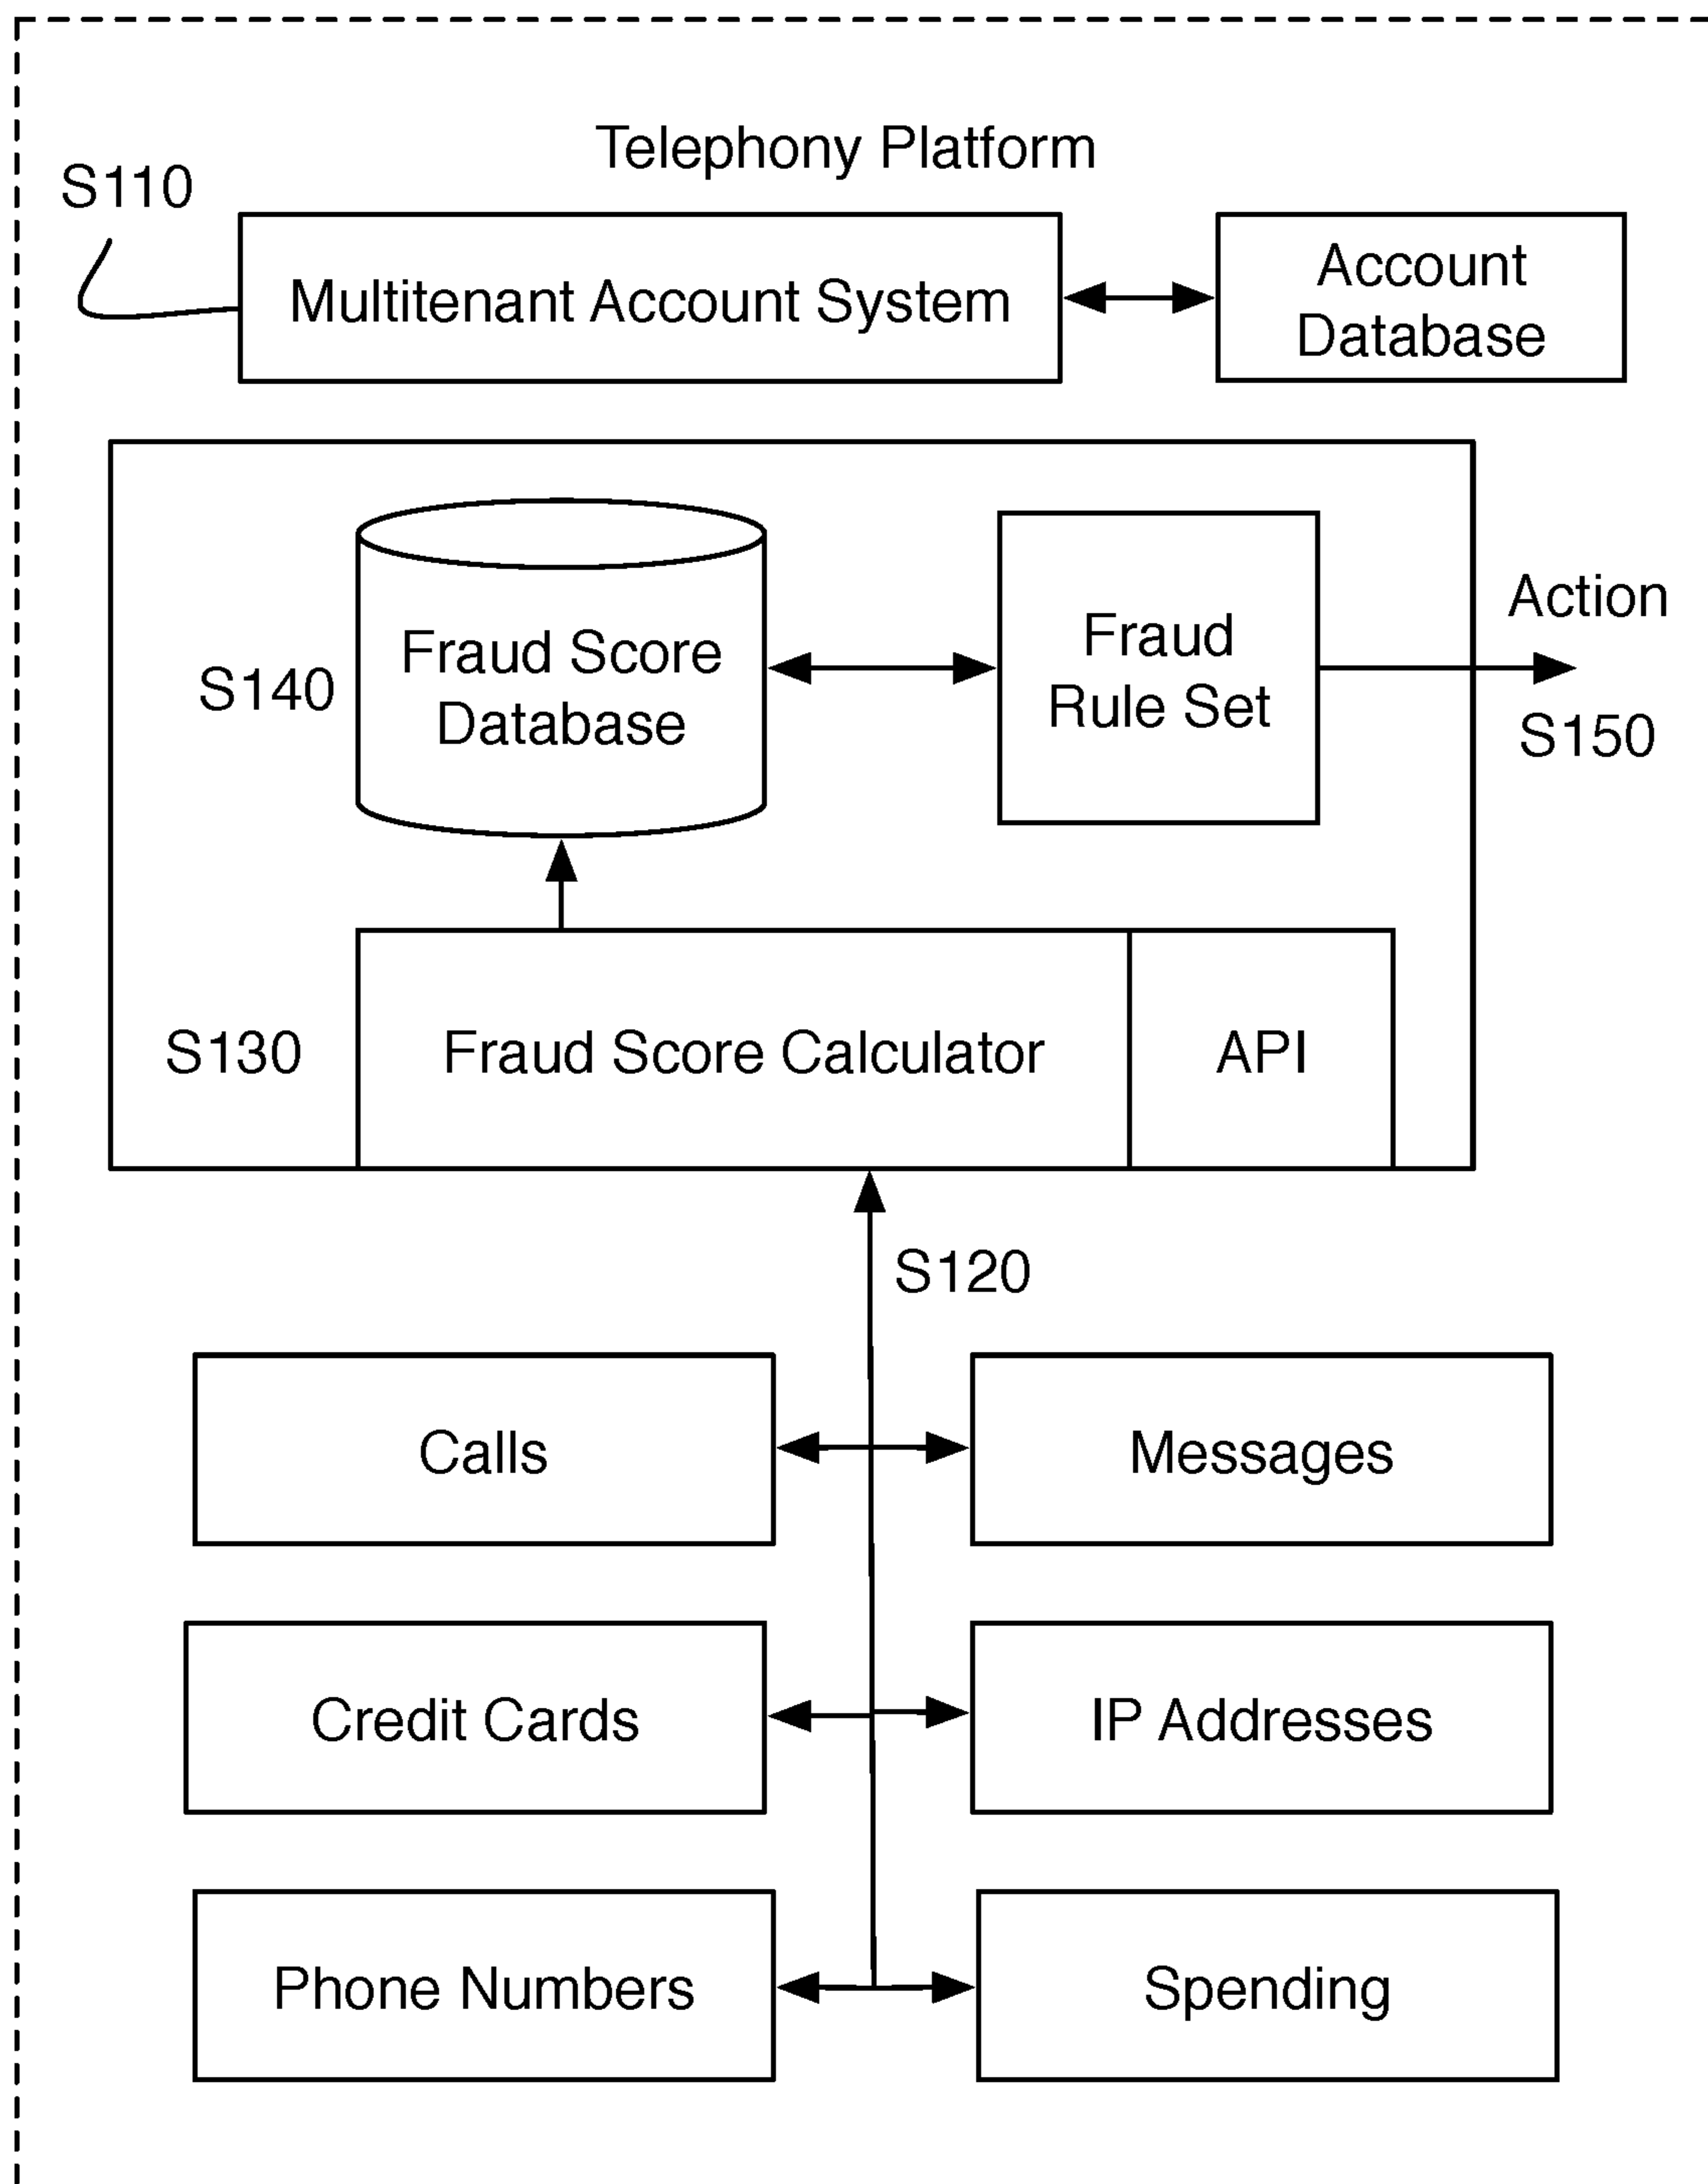 Telephony Platform
S110
Multitenant Account System
Account
Database
Fraud Score
Database
S140
Fraud
Rule Set
Action
S150
S130
Fraud Score Calculator
API
S120
Calls
Messages
Credit Cards
IP Addresses
Phone Numbers
Spending